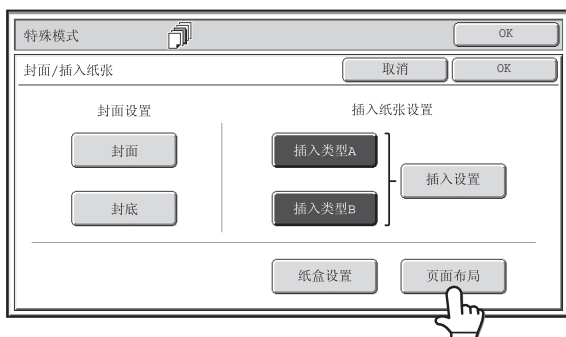 特殊模式 OK
封面/插入纸张 取消 OK
封面设置 插入纸张设置
封面 插入类型A
插入设置
封底 插入类型B
纸盒设置 页面布局